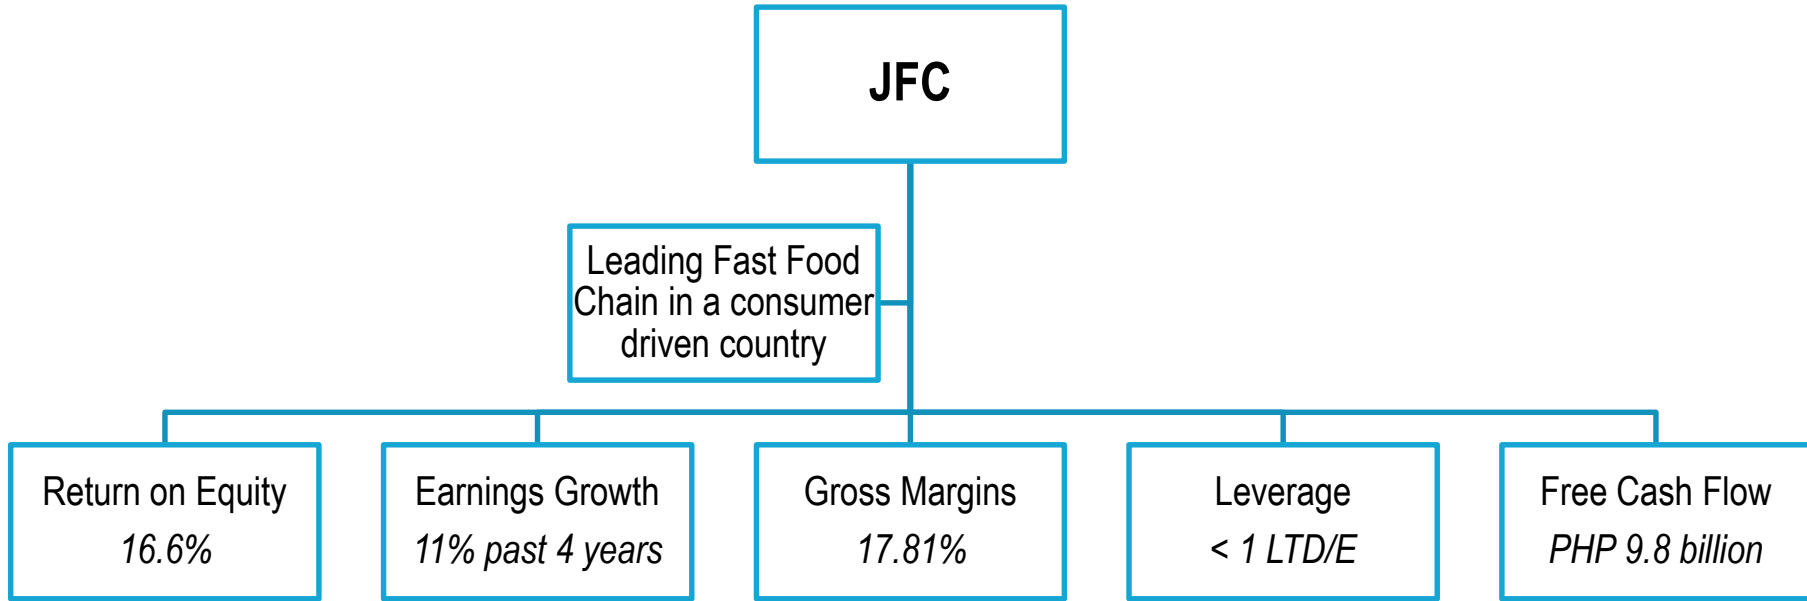 JFC
Leading Fast Food
Chain in a consumer
driven country
Return on Equity
16.6%
Earnings Growth
11% past 4 years
Gross Margins
17.81%
Leverage
< 1 LTD/E
Free Cash Flow
PHP 9.8 billion